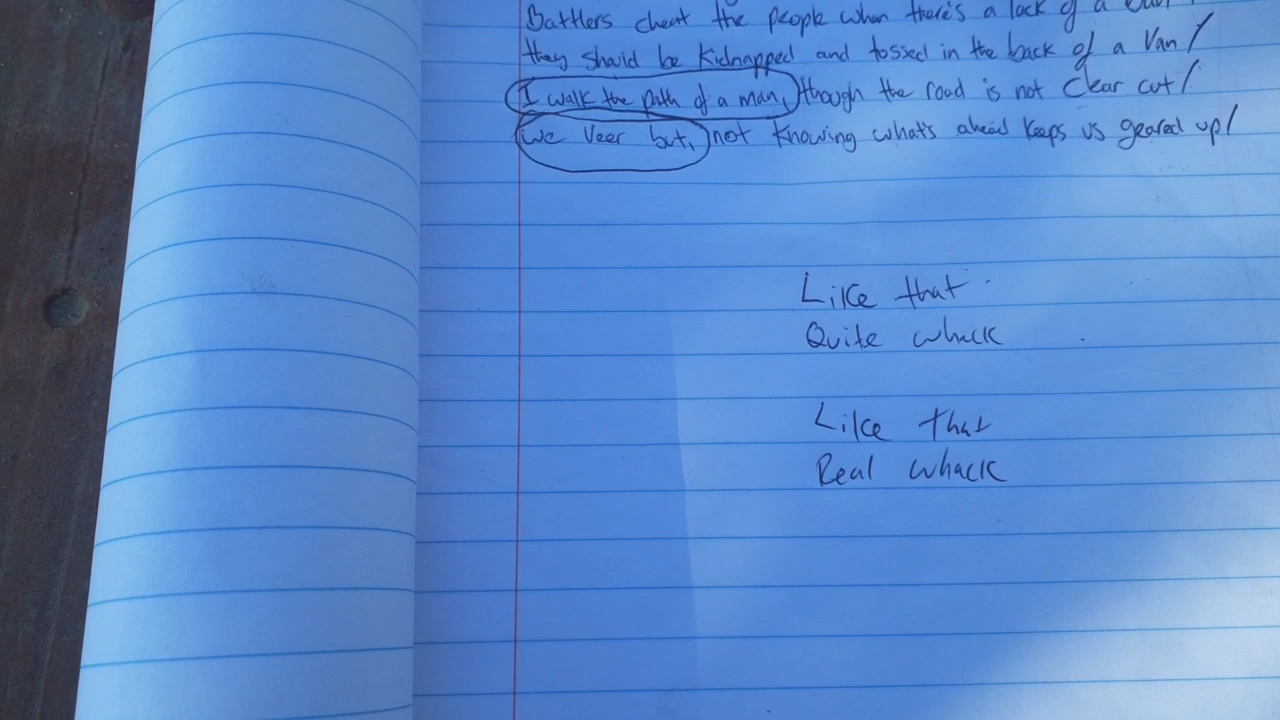 Battlers cheat the people when there's a lack of a
they should be kidnapped and tossed in the back of a van/
I walk the path of a man, though the road is not clear cut/
we veer but, not knowing what's ahead keeps us geared up/
Like that
Quite whack
Like that
Real whack